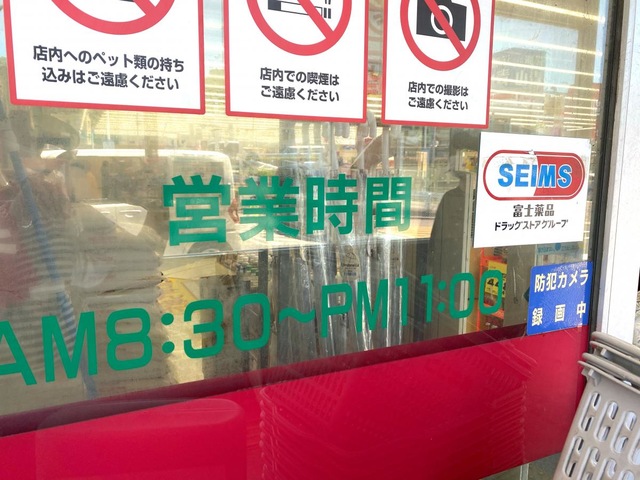 店内へのペット類の持ち
込みはご遠慮ください
店内での喫煙は
ご遠慮ください
店内での撮影は
ご遠慮ください
SEIMS
富士薬品
ドラッグストアグループ
営業時間
AM8:30～PM11:00
防犯カメラ
録画中